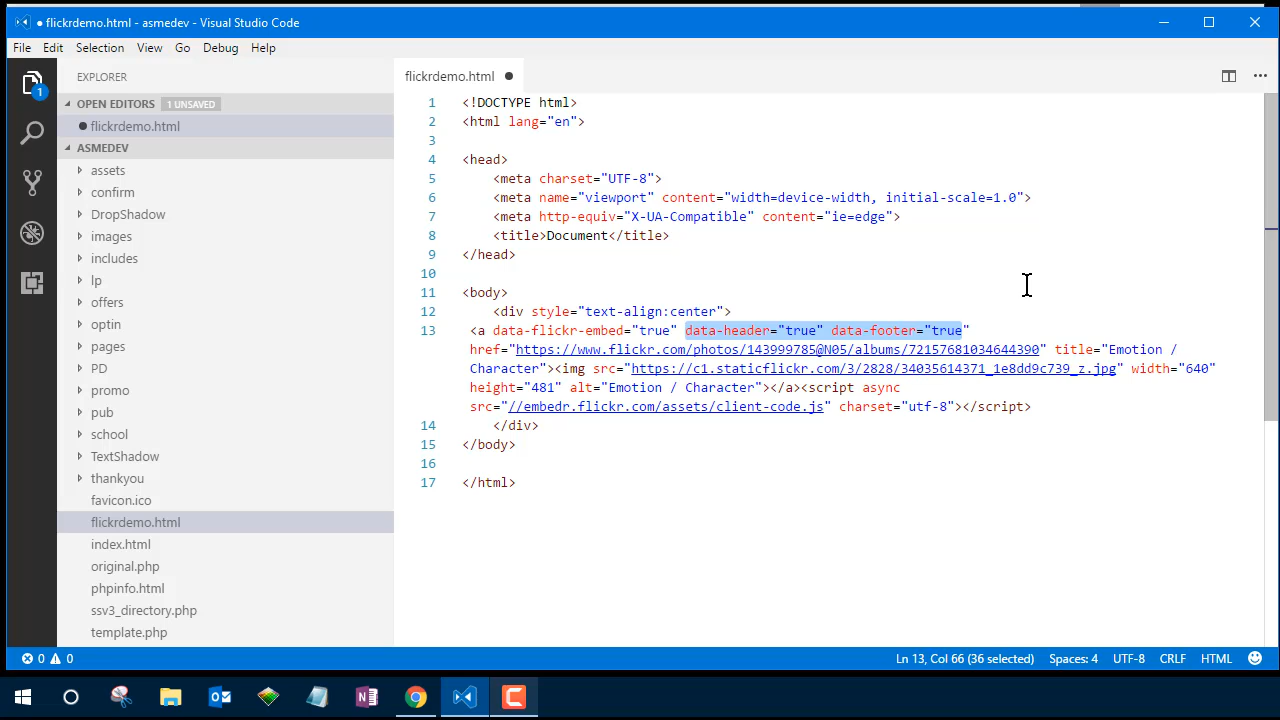 ● flickrdemo.html - asmedev - Visual Studio Code
File Edit Selection View Go Debug Help
EXPLORER
OPEN EDITORS 1 UNSAVED
flickrdemo.html
ASMEDEV
assets
confirm
DropShadow
images
includes
lp
offers
optin
pages
PD
promo
pub
school
TextShadow
thankyou
favicon.ico
flickrdemo.html
index.html
original.php
phpinfo.html
ssv3_directory.php
template.php
1
flickrdemo.html ●
1 <!DOCTYPE html>
2 <html lang="en">
3
4 <head>
5 <meta charset="UTF-8">
6 <meta name="viewport" content="width=device-width, initial-scale=1.0">
7 <meta http-equiv="X-UA-Compatible" content="ie=edge">
8 <title>Document</title>
9 </head>
10
11 <body>
12 <div style="text-align:center">
13 <a data-flickr-embed="true" data-header="true" data-footer="true"
href="https://www.flickr.com/photos/143999785@N05/albums/72157681034644390" title="Emotion /
Character"><img src="https://c1.staticflickr.com/3/2828/34035614371_1e8dd9c739_z.jpg" width="640"
height="481" alt="Emotion / Character"></a><script async
src="//embedr.flickr.com/assets/client-code.js" charset="utf-8"></script>
14 </div>
15 </body>
16
17 </html>
0 0 Ln 13, Col 66 (36 selected) Spaces: 4 UTF-8 CRLF HTML